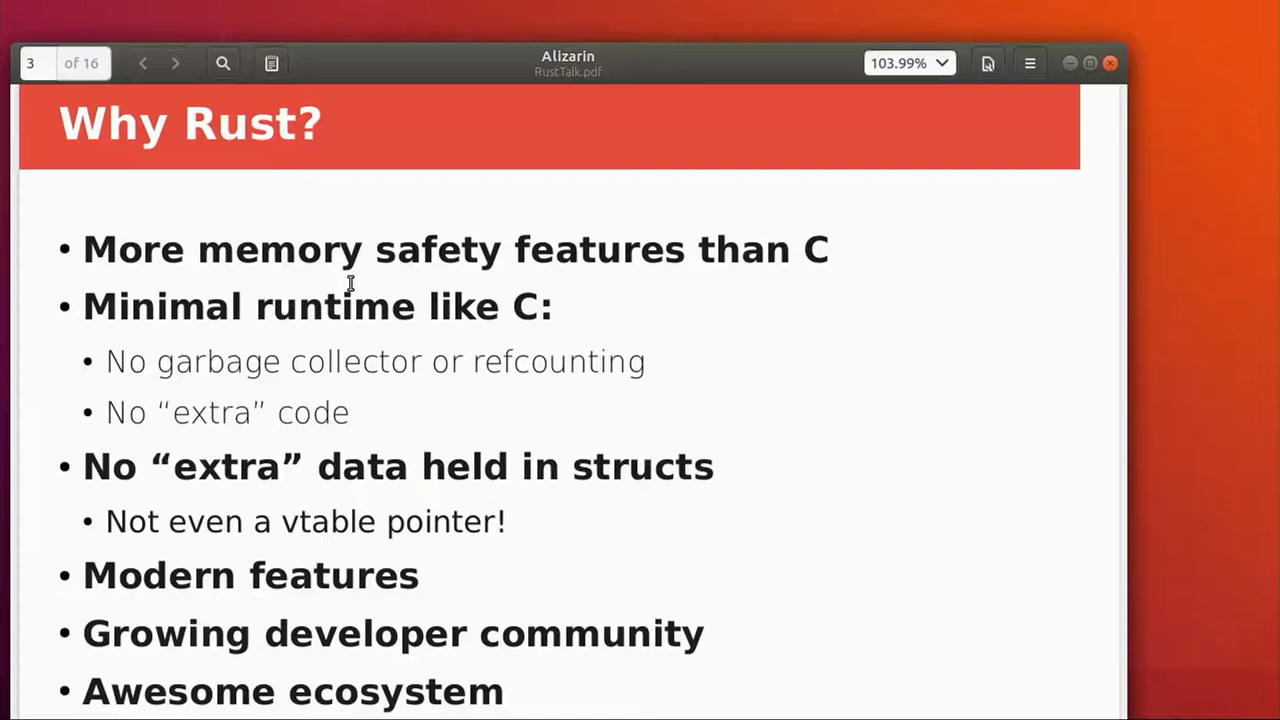 3 of 16
Alizarin
RustTalk.pdf
103.99%
Why Rust?
• More memory safety features than C
• Minimal runtime like C:
• No garbage collector or refcounting
• No “extra” code
• No “extra” data held in structs
• Not even a vtable pointer!
• Modern features
• Growing developer community
• Awesome ecosystem